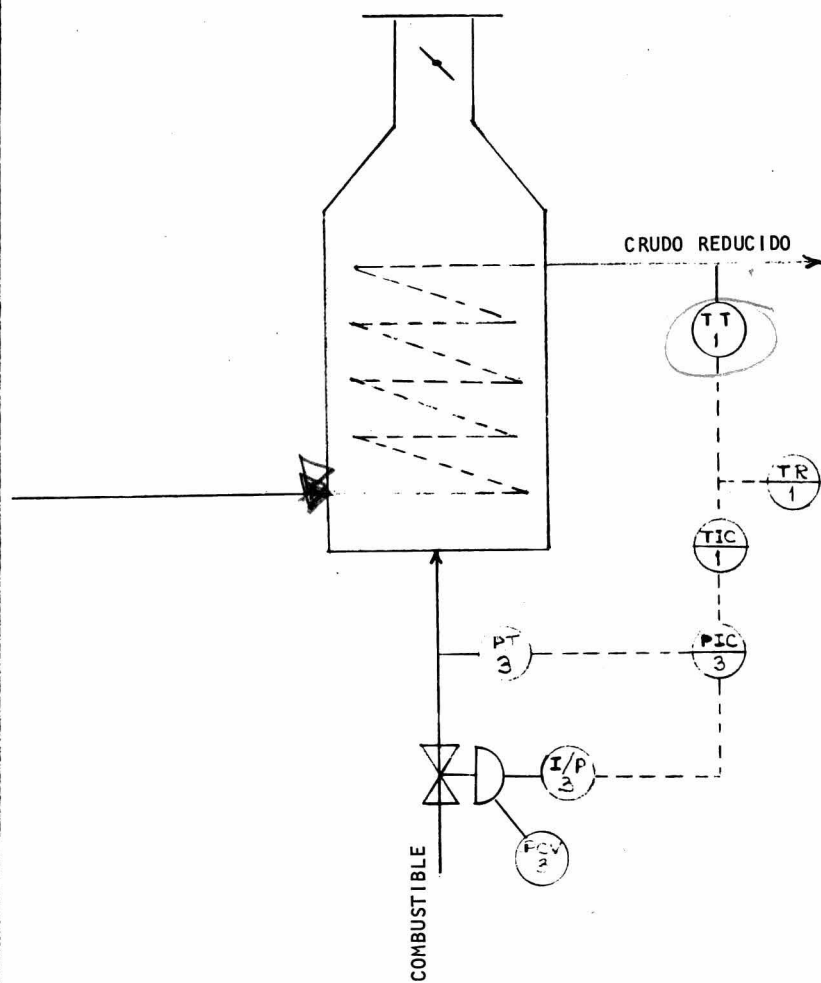 CRUDO REDUCIDO
TT
1
TR
1
TIC
1
PT
3
PIC
3
I/P
3
PCV
3
COMBUSTIBLE